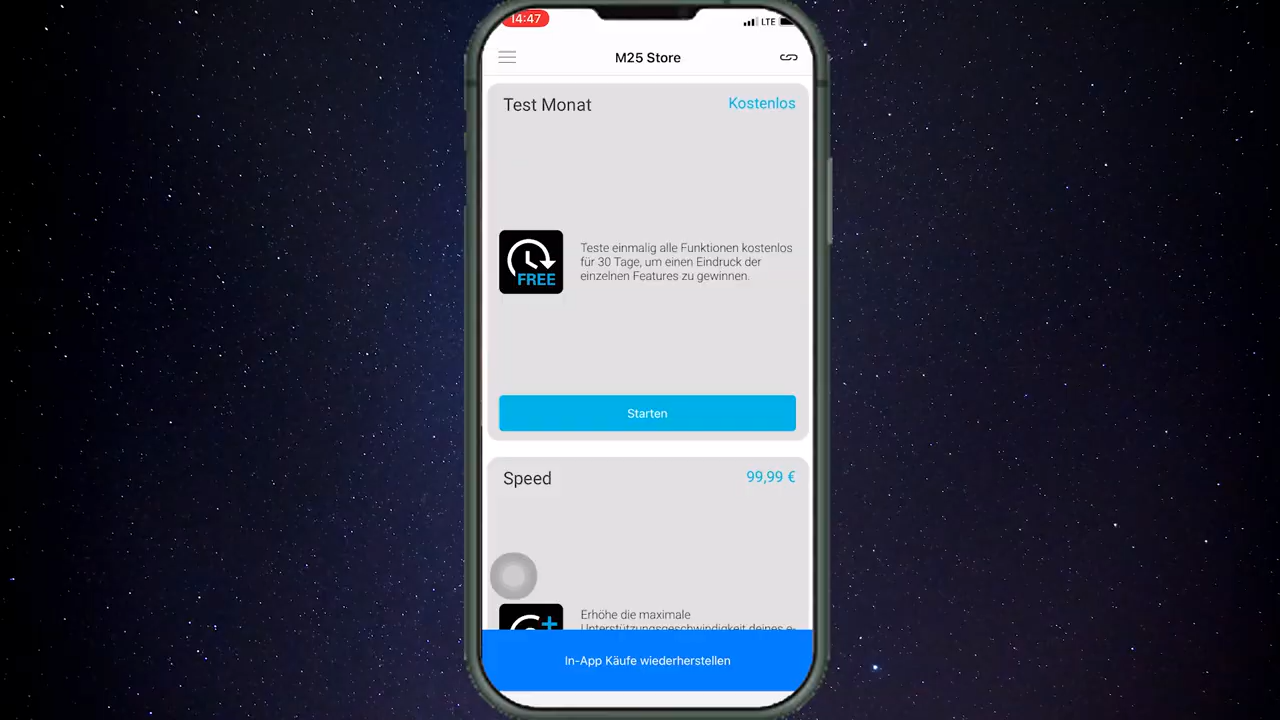 14:47
LTE
M25 Store
Test Monat
Kostenlos
FREE
Teste einmalig alle Funktionen kostenlos
für 30 Tage, um einen Eindruck der
einzelnen Features zu gewinnen.
Starten
Speed
99,99 €
Erhöhe die maximale
Unterstützungsgeschwindigkeit deines e-
In-App Käufe wiederherstellen